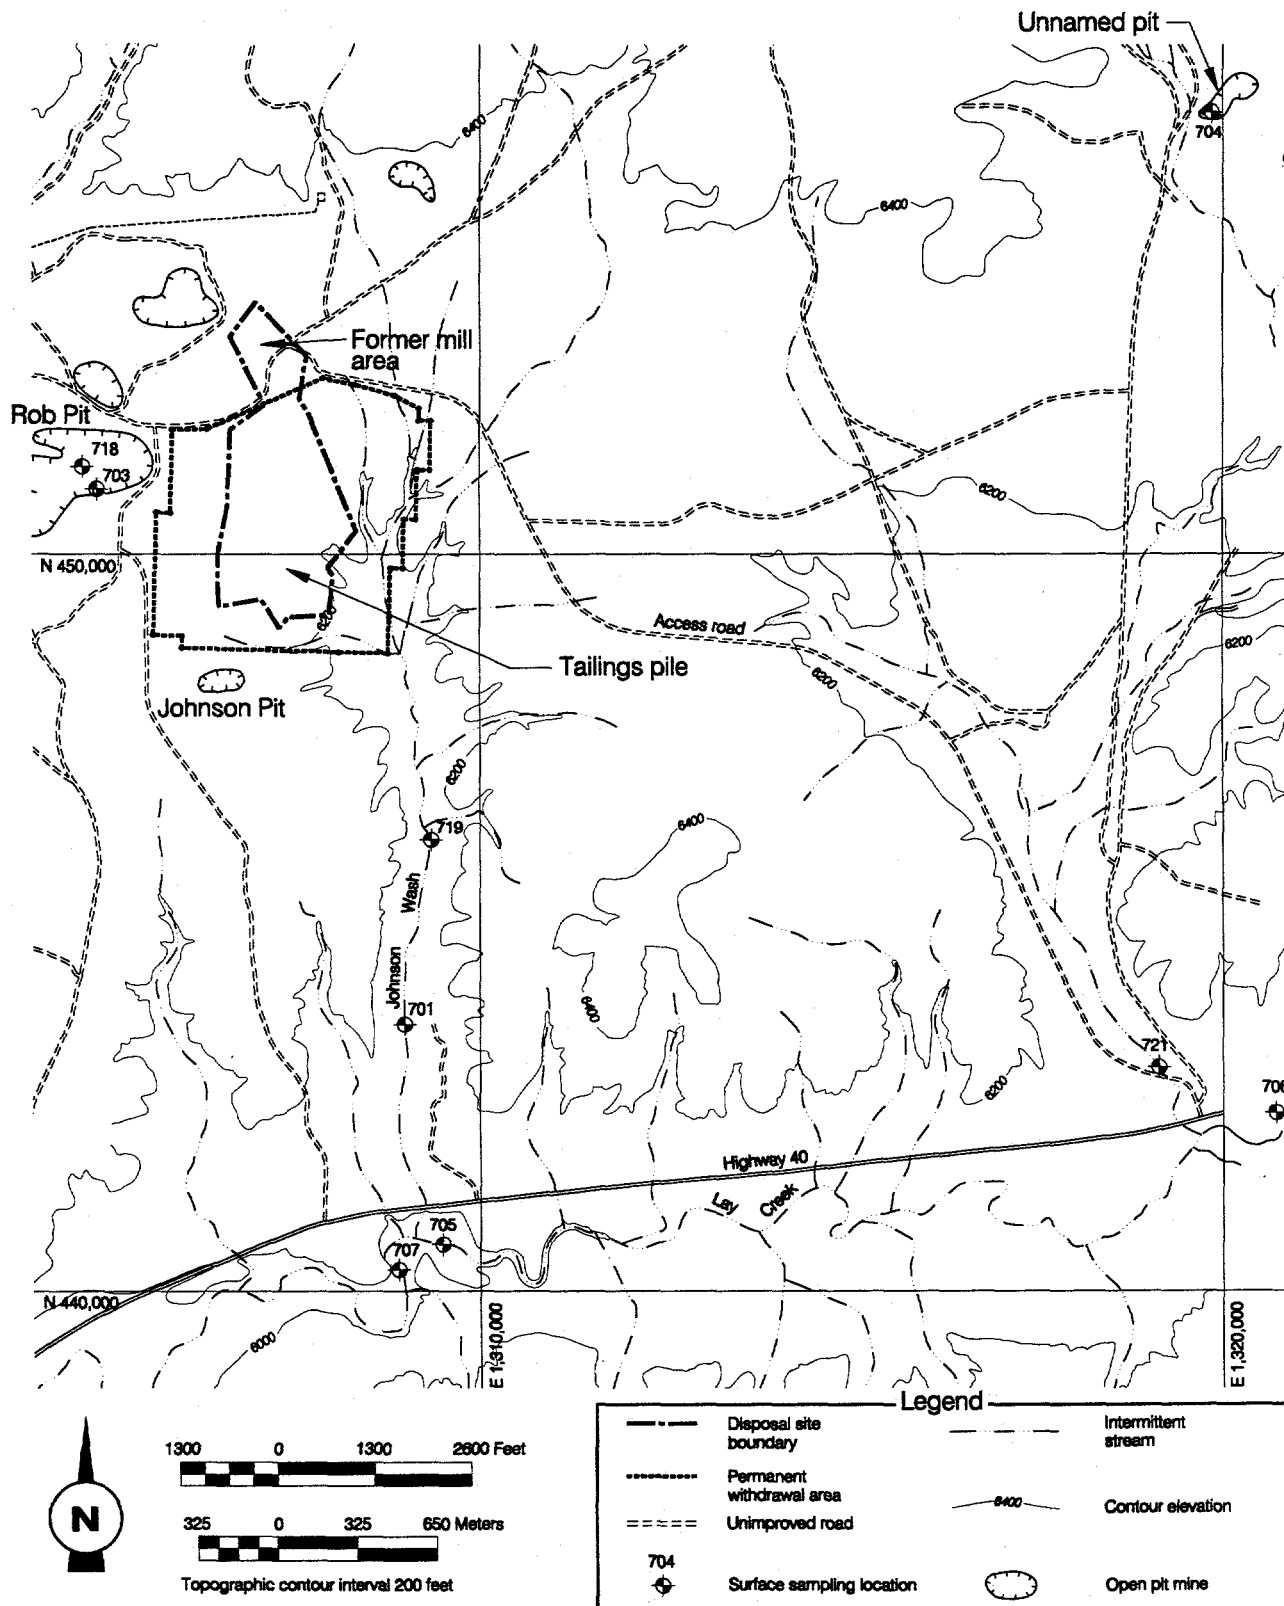 Unnamed pit
704
6400
6400
Former mill
area
Rob Pit
718
703
6200
N 450,000
6200
Access road
6200
Tailings pile
6200
Johnson Pit
6200
719
6400
Johnson Wash
6400
701
721
6200
706
Highway 40
Lay Creek
705
707
N 440,000
6000
E 1,310,000
E 1,320,000
Legend
Disposal site
boundary
Intermittent
stream
Permanent
withdrawal area
6400
Contour elevation
Unimproved road
704
Surface sampling location
Open pit mine
N
1300 0 1300 2600 Feet
325 0 325 650 Meters
Topographic contour interval 200 feet